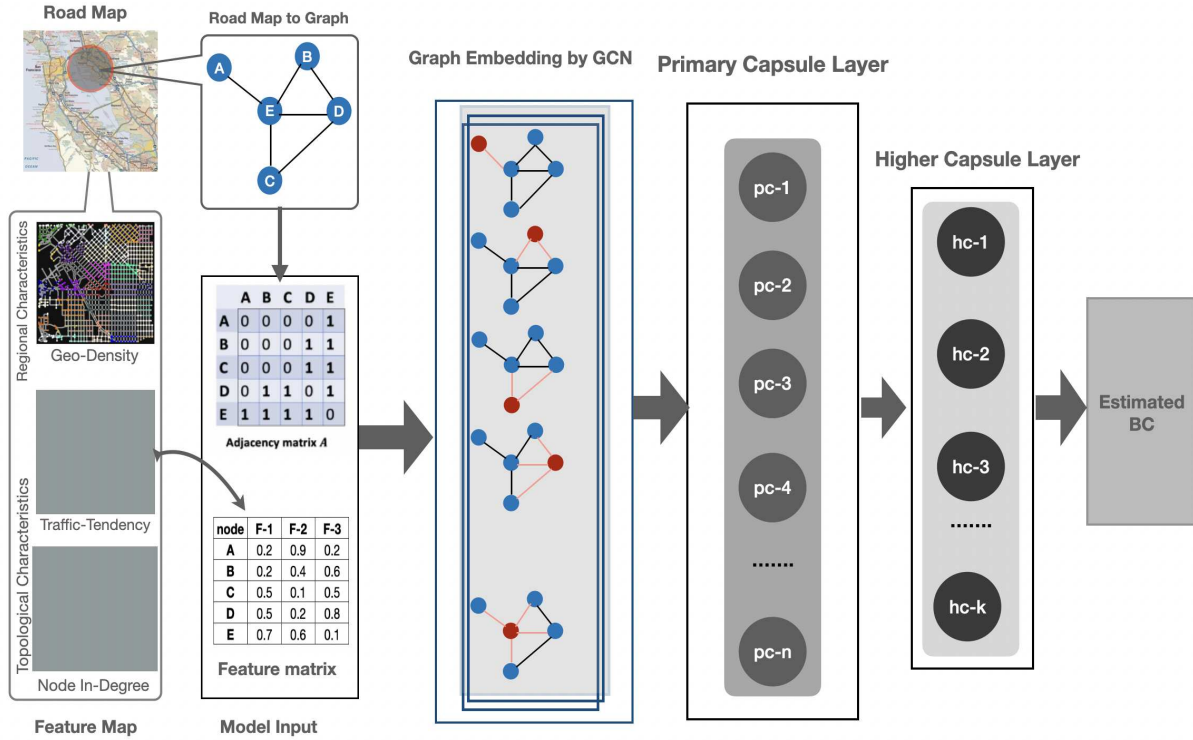 Road Map
Road Map to Graph
A
B
E
D
C
Regional Characteristics
Geo-Density
Topological Characteristics
Traffic-Tendency
Node In-Degree
Feature Map
A B C D E
A 0 0 0 0 1
B 0 0 0 1 1
C 0 0 0 1 1
D 0 1 1 0 1
E 1 1 1 1 0
Adjacency matrix A
node F-1 F-2 F-3
A 0.2 0.9 0.2
B 0.2 0.4 0.6
C 0.5 0.1 0.5
D 0.5 0.2 0.8
E 0.7 0.6 0.1
Feature matrix
Model Input
Graph Embedding by GCN
Primary Capsule Layer
pc-1
pc-2
pc-3
pc-4
.......
pc-n
Higher Capsule Layer
hc-1
hc-2
hc-3
.......
hc-k
Estimated
BC